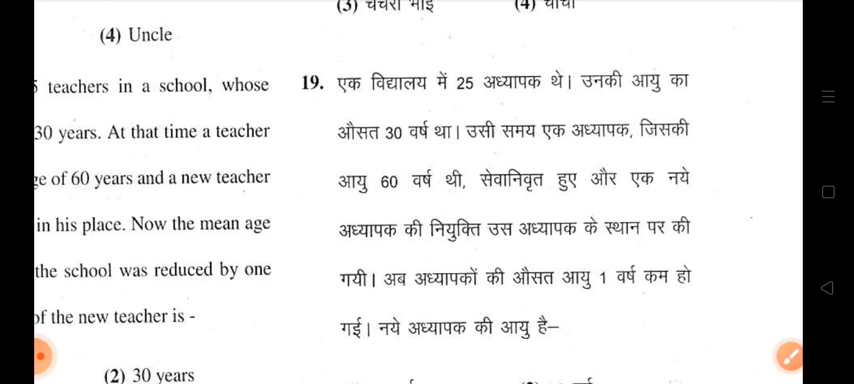 (3) चचेरा भाई (4) चाचा
(4) Uncle
teachers in a school, whose
30 years. At that time a teacher
of 60 years and a new teacher
in his place. Now the mean age
the school was reduced by one
of the new teacher is -
(2) 30 years
19. एक विद्यालय में 25 अध्यापक थे। उनकी आयु का
औसत 30 वर्ष था। उसी समय एक अध्यापक, जिसकी
आयु 60 वर्ष थी, सेवानिवृत हुए और एक नये
अध्यापक की नियुक्ति उस अध्यापक के स्थान पर की
गयी। अब अध्यापकों की औसत आयु 1 वर्ष कम हो
गई। नये अध्यापक की आयु है–